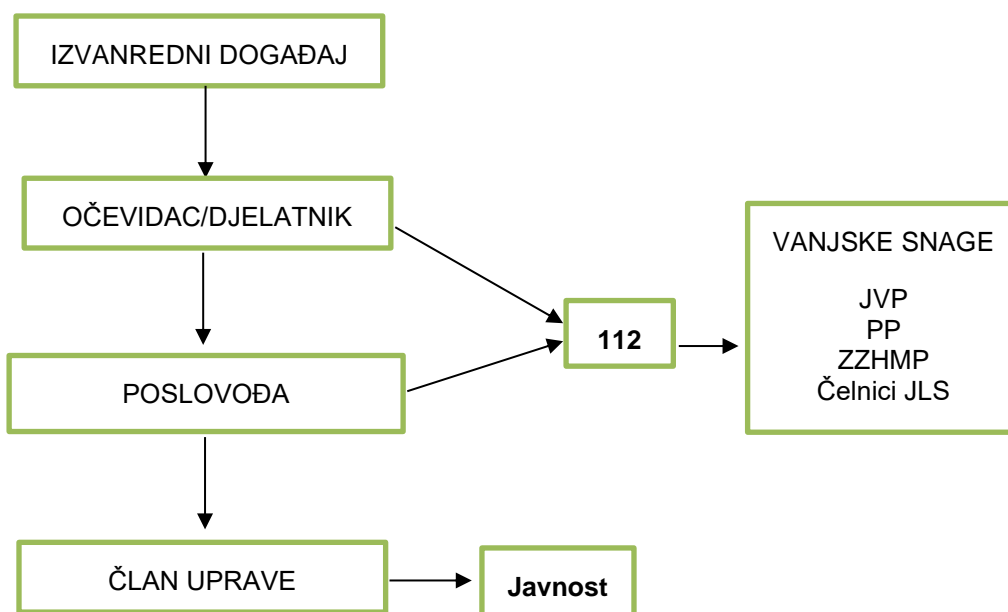 IZVANREDNI DOGAĐAJ
OČEVIDAC/DJELATNIK
VANJSKE SNAGE
JVP
PP
ZZHMP
Čelnici JLS
112
POSLOVOĐA
ČLAN UPRAVE
Javnost